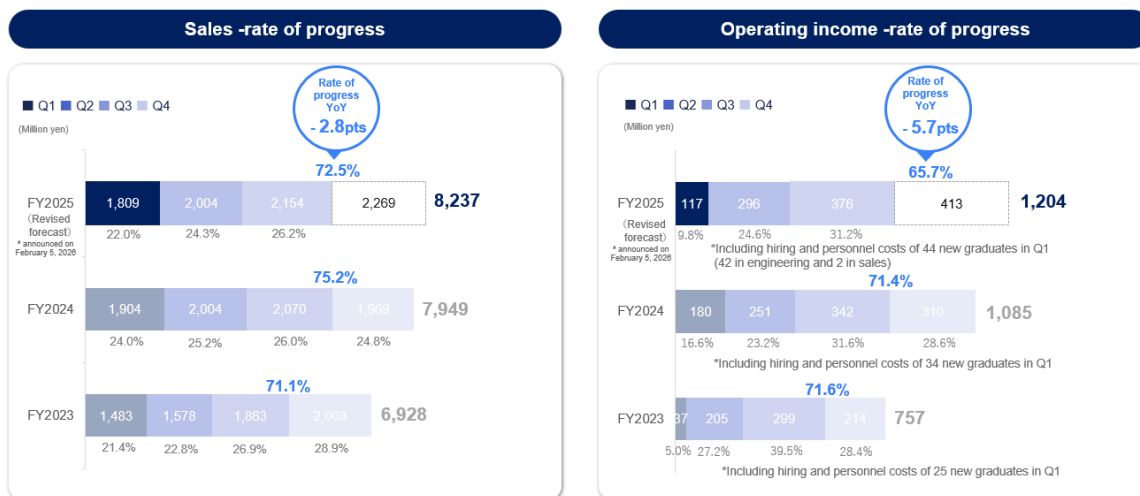 Sales -rate of progress
Q1 Q2 Q3 Q4
(Million yen)
Rate of
progress
YoY
- 2.8pts
72.5%
FY2025
(Revised
forecast)
* announced on
February 5, 2026
1,809 2,004 2,154 2,269 8,237
22.0% 24.3% 26.2%
75.2%
FY2024 1,904 2,004 2,070 1,969 7,949
24.0% 25.2% 26.0% 24.8%
71.1%
FY2023 1,483 1,578 1,863 2,003 6,928
21.4% 22.8% 26.9% 28.9%
Operating income -rate of progress
Q1 Q2 Q3 Q4
(Million yen)
Rate of
progress
YoY
- 5.7pts
65.7%
FY2025
(Revised
forecast)
* announced on
February 5, 2026
117 296 376 413 1,204
9.8% 24.6% 31.2%
*Including hiring and personnel costs of 44 new graduates in Q1
(42 in engineering and 2 in sales)
71.4%
FY2024 180 251 342 310 1,085
16.6% 23.2% 31.6% 28.6%
*Including hiring and personnel costs of 34 new graduates in Q1
71.6%
FY2023 37 205 299 214 757
5.0% 27.2% 39.5% 28.4%
*Including hiring and personnel costs of 25 new graduates in Q1